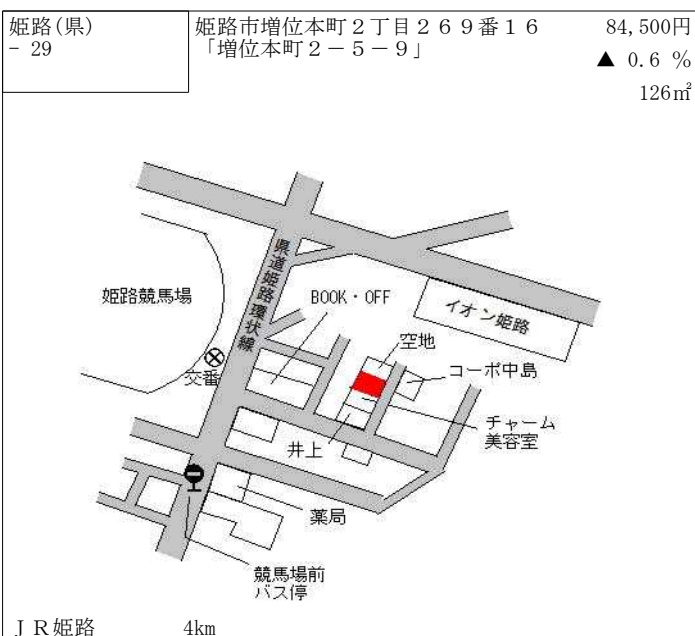 姫路(県)
- 29
姫路市増位本町２丁目２６９番１６
「増位本町２－５－９」
84,500円
▲ 0.6 %
126㎡
県道姫路環状線
姫路競馬場
BOOK・OFF
イオン姫路
空地
コーポ中島
交番
チャーム
美容室
井上
薬局
競馬場前
バス停
ＪＲ姫路
4km